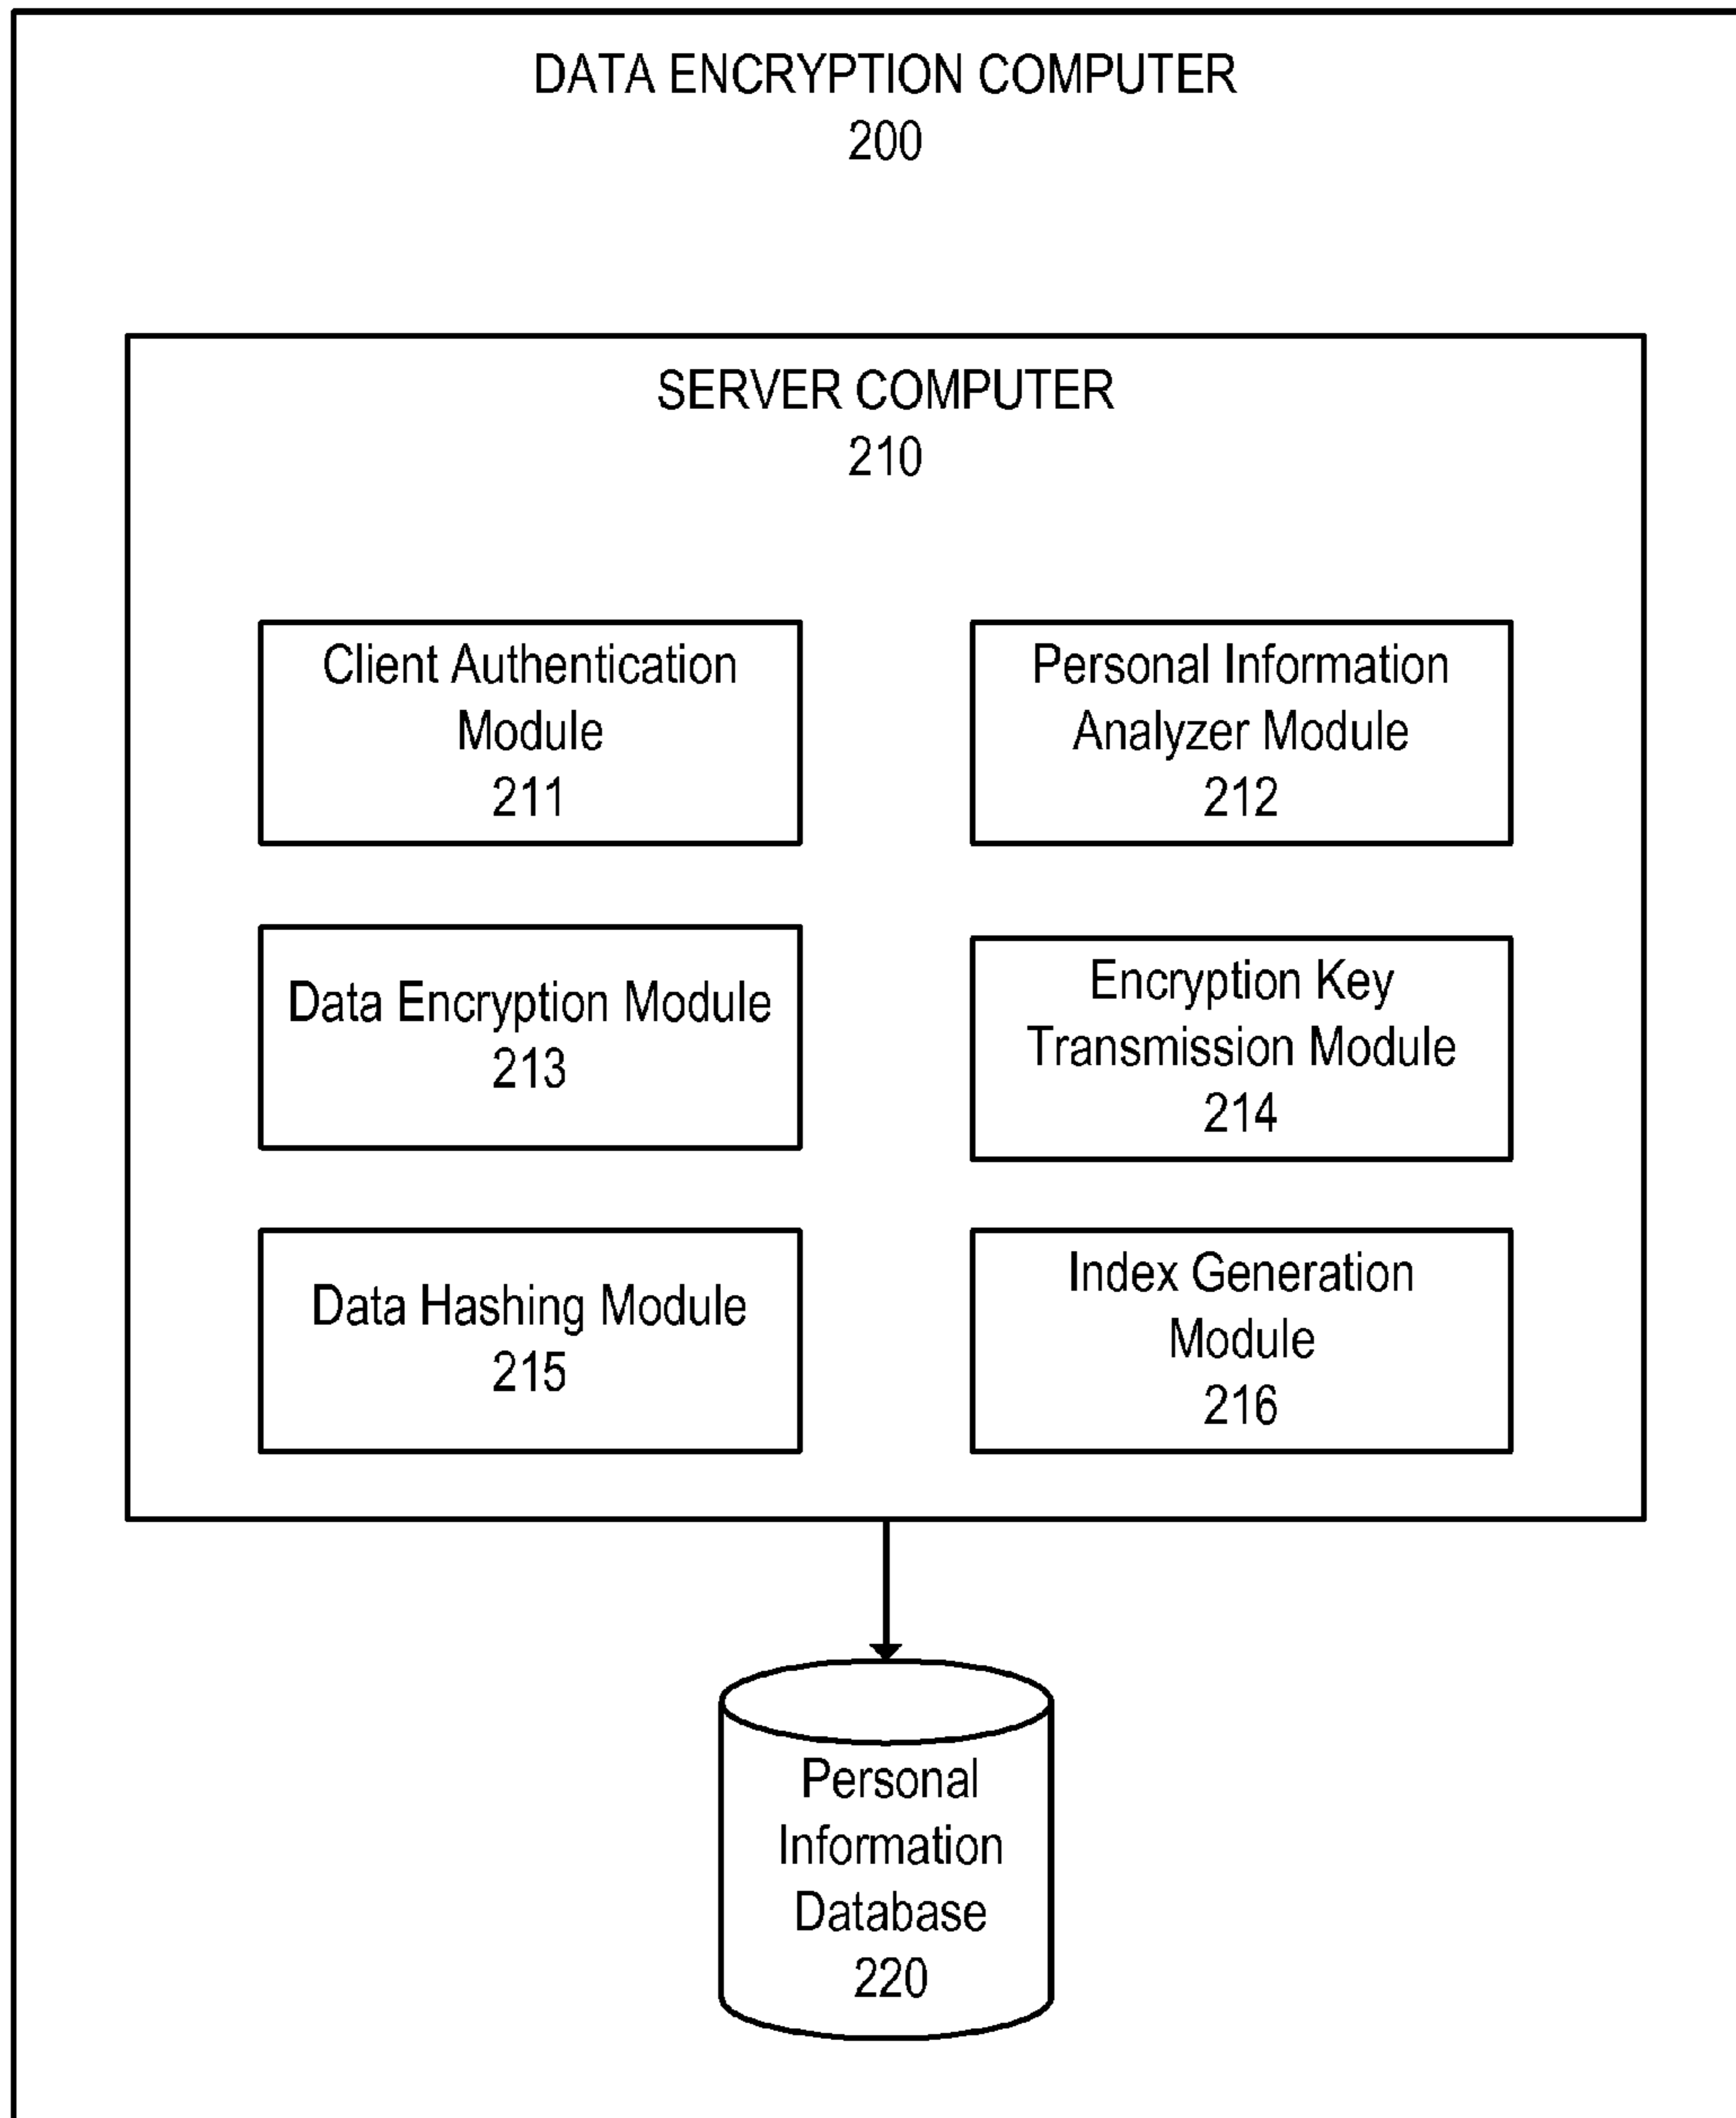 DATA ENCRYPTION COMPUTER
200
SERVER COMPUTER
210
Client Authentication
Module
211
Personal Information
Analyzer Module
212
Data Encryption Module
213
Encryption Key
Transmission Module
214
Data Hashing Module
215
Index Generation
Module
216
Personal
Information
Database
220